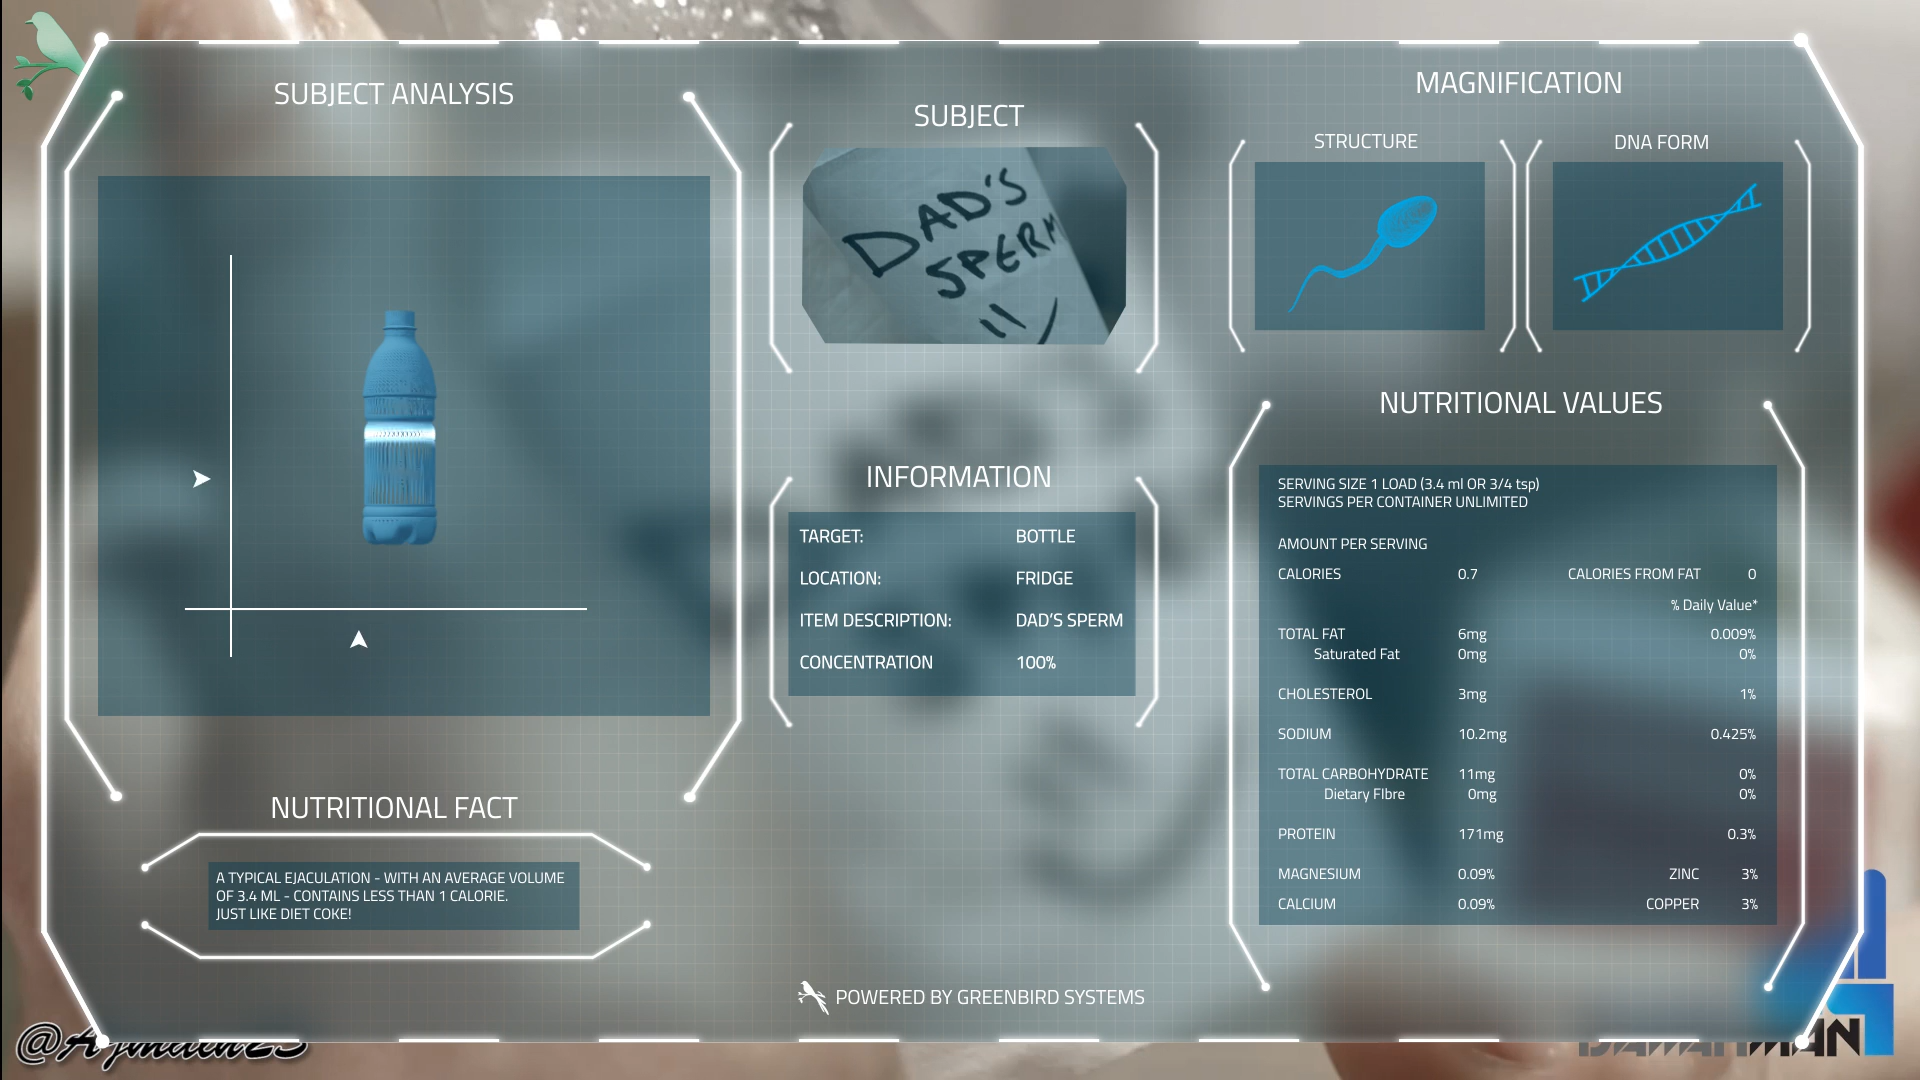 SUBJECT ANALYSIS
NUTRITIONAL FACT
A TYPICAL EJACULATION - WITH AN AVERAGE VOLUME
OF 3.4 ML - CONTAINS LESS THAN 1 CALORIE.
JUST LIKE DIET COKE!
SUBJECT
DAD'S
SPERM
INFORMATION
TARGET: BOTTLE
LOCATION: FRIDGE
ITEM DESCRIPTION: DAD'S SPERM
CONCENTRATION 100%
POWERED BY GREENBIRD SYSTEMS
MAGNIFICATION
STRUCTURE
DNA FORM
NUTRITIONAL VALUES
SERVING SIZE 1 LOAD (3.4 ml OR 3/4 tsp)
SERVINGS PER CONTAINER UNLIMITED
AMOUNT PER SERVING
CALORIES 0.7 CALORIES FROM FAT 0
% Daily Value*
TOTAL FAT 6mg 0.009%
Saturated Fat 0mg 0%
CHOLESTEROL 3mg 1%
SODIUM 10.2mg 0.425%
TOTAL CARBOHYDRATE 11mg 0%
Dietary FIbre 0mg 0%
PROTEIN 171mg 0.3%
MAGNESIUM 0.09% ZINC 3%
CALCIUM 0.09% COPPER 3%